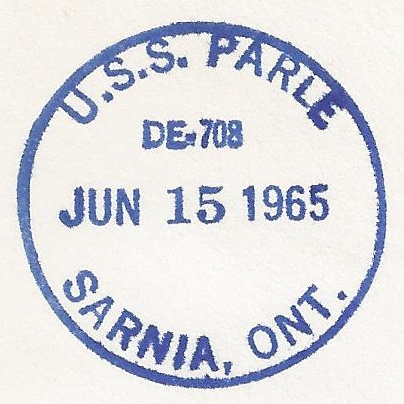 U.S.S. PARLE
DE-708
JUN 15 1965
SARNIA, ONT.